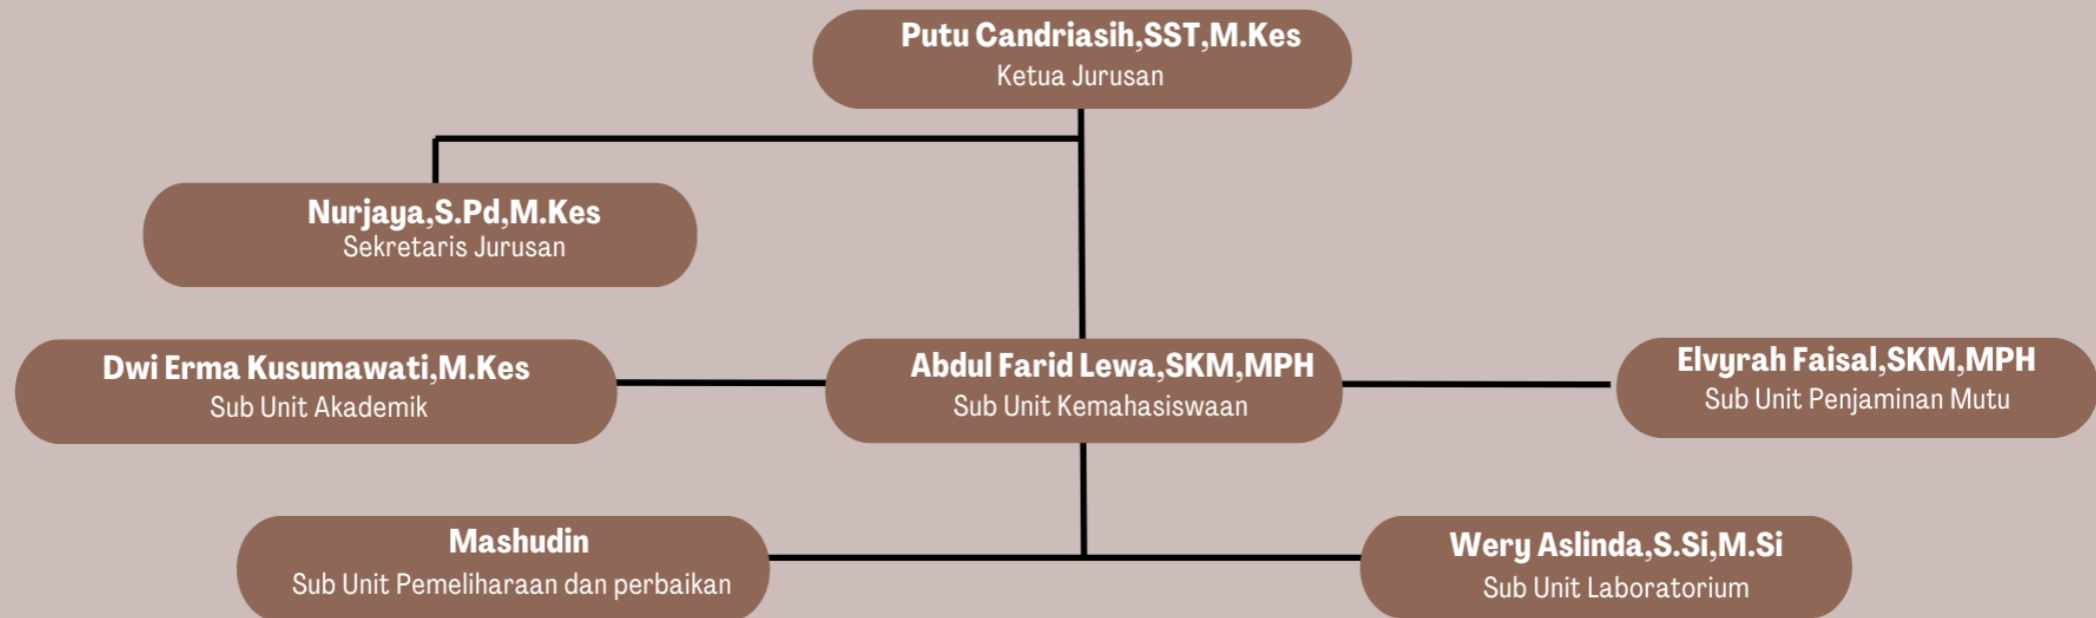 Putu Candriasih,SST,M.Kes
Ketua Jurusan
Nurjaya,S.Pd,M.Kes
Sekretaris Jurusan
Dwi Erma Kusumawati,M.Kes
Sub Unit Akademik
Abdul Farid Lewa,SKM,MPH
Sub Unit Kemahasiswaan
Elvyrah Faisal,SKM,MPH
Sub Unit Penjaminan Mutu
Mashudin
Sub Unit Pemeliharaan dan perbaikan
Wery Aslinda,S.Si,M.Si
Sub Unit Laboratorium